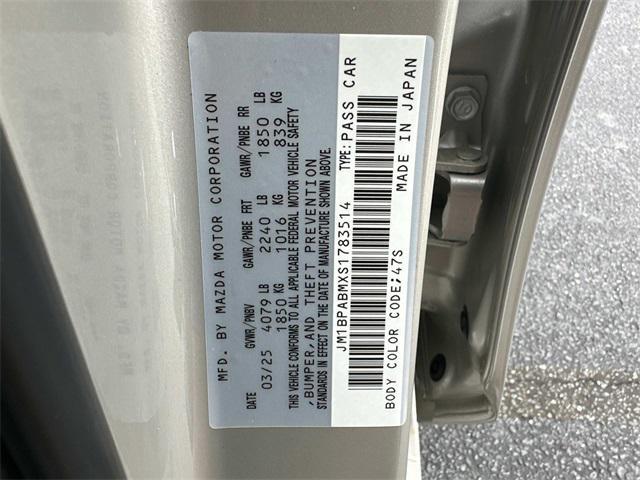 MFD. BY MAZDA MOTOR CORPORATION
DATE GVWR/PNBV GAWR/PNBE FRT GAWR/PNBE RR
03/25 4079 LB 2240 LB 1850 LB
1850 KG 1016 KG 839 KG
THIS VEHICLE CONFORMS TO ALL APPLICABLE FEDERAL MOTOR VEHICLE SAFETY
,BUMPER,AND THEFT PREVENTION
STANDARDS IN EFFECT ON THE DATE OF MANUFACTURE SHOWN ABOVE.
JM1BPABMXS1783514 TYPE:PASS CAR
BODY COLOR CODE;47S MADE IN JAPAN